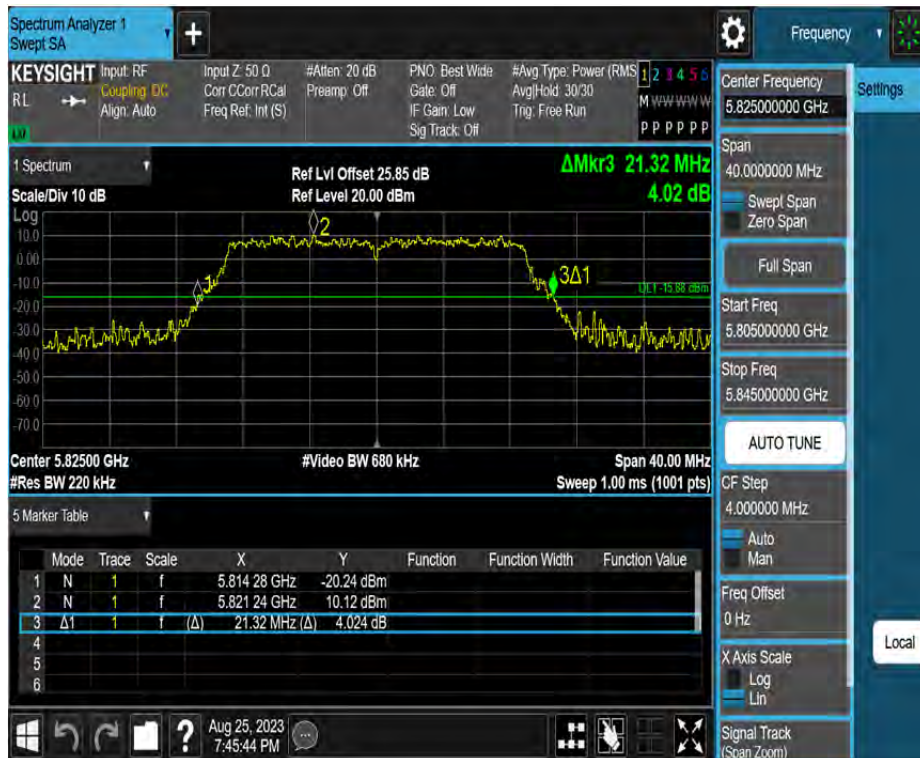 Spectrum Analyzer 1
Swept SA
+
Frequency
KEYSIGHT Input: RF Input Z: 50 Ω #Atten: 20 dB PNO: Best Wide #Avg Type: Power (RMS 1 2 3 4 5 6
RL Coupling: DC Corr CCorr RCal Preamp: Off Gate: Off Avg|Hold: 30/30 M W W W W W
Align: Auto Freq Ref: Int (S) IF Gain: Low Trig: Free Run
Sig Track: Off P P P P P P
Center Frequency
5.825000000 GHz
Settings
Span
40.0000000 MHz
Swept Span
Zero Span
Full Span
Start Freq
5.805000000 GHz
Stop Freq
5.845000000 GHz
AUTO TUNE
CF Step
4.000000 MHz
Auto
Man
Freq Offset
0 Hz
X Axis Scale
Log
Lin
Signal Track
(Span Zoom)
Local
1 Spectrum
Ref Lvl Offset 25.85 dB ΔMkr3 21.32 MHz
Scale/Div 10 dB Ref Level 20.00 dBm 4.02 dB
Log
10.0
0.00
-10.0
-20.0
-30.0
-40.0
-50.0
-60.0
-70.0
2
1
3Δ1
DL1 -15.88 dBm
Center 5.82500 GHz #Video BW 680 kHz Span 40.00 MHz
#Res BW 220 kHz Sweep 1.00 ms (1001 pts)
5 Marker Table
Mode Trace Scale X Y Function Function Width Function Value
1 N 1 f 5.814 28 GHz -20.24 dBm
2 N 1 f 5.821 24 GHz 10.12 dBm
3 Δ1 1 f (Δ) 21.32 MHz (Δ) 4.024 dB
4
5
6
?
Aug 25, 2023
7:45:44 PM